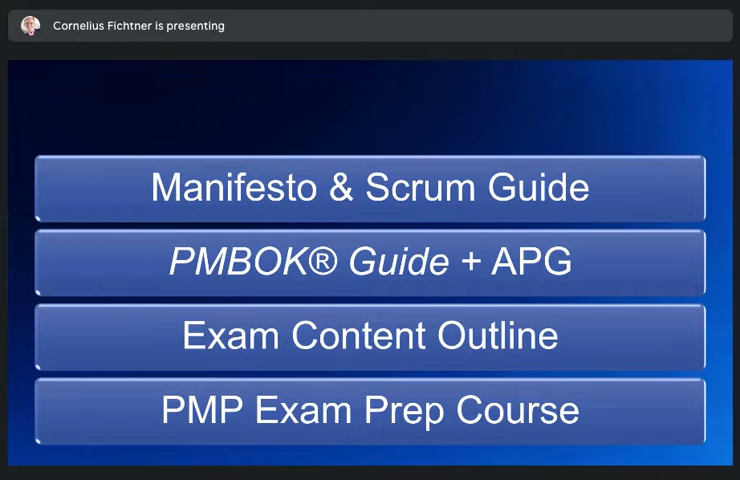 Cornelius Fichtner is presenting
Manifesto & Scrum Guide
PMBOK® Guide + APG
Exam Content Outline
PMP Exam Prep Course